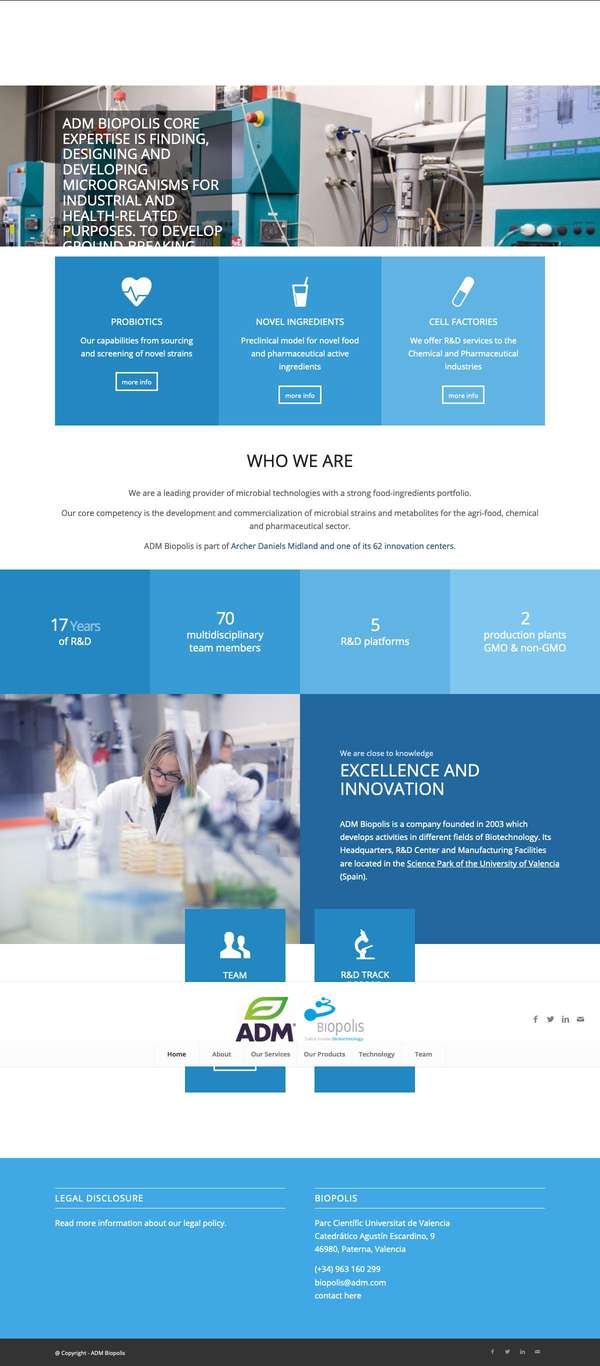 ADM BIOPOLIS CORE
EXPERTISE IS FINDING,
DESIGNING AND
DEVELOPING
MICROORGANISMS FOR
INDUSTRIAL AND
HEALTH-RELATED
PURPOSES. TO DEVELOP
GROUND-BREAKING
PROBIOTICS
Our capabilities from sourcing
and screening of novel strains
more info
NOVEL INGREDIENTS
Preclinical model for novel food
and pharmaceutical active
ingredients
more info
CELL FACTORIES
We offer R&D services to the
Chemical and Pharmaceutical
industries
more info
WHO WE ARE
We are a leading provider of microbial technologies with a strong food-ingredients portfolio.
Our core competency is the development and commercialization of microbial strains and metabolites for the agri-food, chemical
and pharmaceutical sector.
ADM Biopolis is part of Archer Daniels Midland and one of its 62 innovation centers.
17 Years
of R&D
70
multidisciplinary
team members
5
R&D platforms
2
production plants
GMO & non-GMO
We are close to knowledge
EXCELLENCE AND
INNOVATION
ADM Biopolis is a company founded in 2003 which
develops activities in different fields of Biotechnology. Its
Headquarters, R&D Center and Manufacturing Facilities
are located in the Science Park of the University of Valencia
(Spain).
TEAM
R&D TRACK
ADM
BIOPOLIS
Home
About
Our Services
Our Products
Technology
Team
LEGAL DISCLOSURE
Read more information about our legal policy.
BIOPOLIS
Parc Científic Universitat de Valencia
Catedrático Agustín Escardino, 9
46980, Paterna, Valencia
(+34) 963 160 299
biopolis@adm.com
contact here
@ Copyright - ADM Biopolis